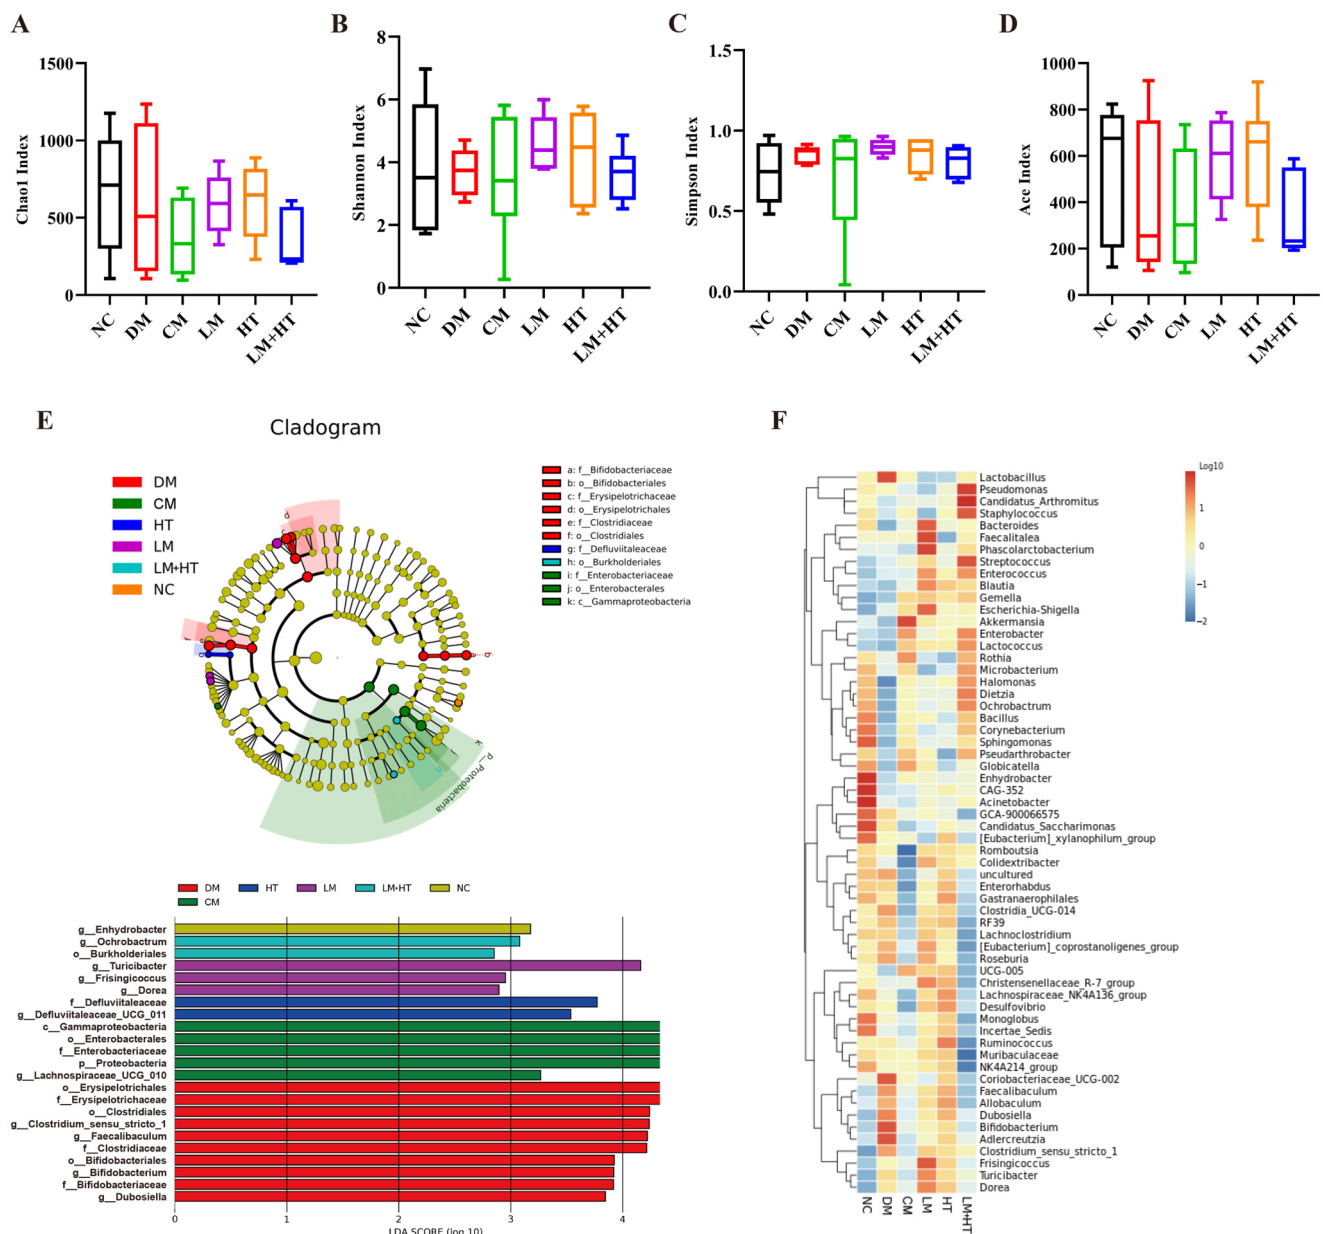 A
B
C
D
1500
1000
500
0
Chao1 Index
NC
DM
CM
LM
HT
LM+HT
8
6
4
2
0
Shannon Index
NC
DM
CM
LM
HT
LM+HT
1.5
1.0
0.5
0.0
Simpson Index
NC
DM
CM
LM
HT
LM+HT
1000
800
600
400
200
0
Ace Index
NC
DM
CM
LM
HT
LM+HT
E
Cladogram
DM
CM
HT
LM
LM+HT
NC
a: f__Bifidobacteriaceae
b: o__Bifidobacteriales
c: f__Erysipelotrichaceae
d: o__Erysipelotrichales
e: f__Clostridiaceae
f: o__Clostridiales
g: f__Defluviitaleaceae
h: o__Burkholderiales
i: f__Enterobacteriaceae
j: o__Enterobacterales
k: c__Gammaproteobacteria
k
p__Proteobacteria
DM
HT
LM
LM+HT
NC
CM
g__Enhydrobacter
g__Ochrobactrum
o__Burkholderiales
g__Turicibacter
g__Frisingicoccus
g__Dorea
f__Defluviitaleaceae
g__Defluviitaleaceae_UCG_011
c__Gammaproteobacteria
o__Enterobacterales
f__Enterobacteriaceae
p__Proteobacteria
g__Lachnospiraceae_UCG_010
o__Erysipelotrichales
f__Erysipelotrichaceae
o__Clostridiales
g__Clostridium_sensu_stricto_1
g__Faecalibaculum
f__Clostridiaceae
o__Bifidobacteriales
g__Bifidobacterium
f__Bifidobacteriaceae
g__Dubosiella
0
1
2
3
4
LDA SCORE (log 10)
F
Log10
1
0
−1
−2
Lactobacillus
Pseudomonas
Candidatus_Arthromitus
Staphylococcus
Bacteroides
Faecalitalea
Phascolarctobacterium
Streptococcus
Enterococcus
Blautia
Gemella
Escherichia-Shigella
Akkermansia
Enterobacter
Lactococcus
Rothia
Microbacterium
Halomonas
Dietzia
Ochrobactrum
Bacillus
Corynebacterium
Sphingomonas
Pseudarthrobacter
Globicatella
Enhydrobacter
CAG-352
Acinetobacter
GCA-900066575
Candidatus_Saccharimonas
[Eubacterium]_xylanophilum_group
Romboutsia
Colidextribacter
uncultured
Enterorhabdus
Gastranaerophilales
Clostridia_UCG-014
RF39
Lachnoclostridium
[Eubacterium]_coprostanoligenes_group
Roseburia
UCG-005
Christensenellaceae_R-7_group
Lachnospiraceae_NK4A136_group
Desulfovibrio
Monoglobus
Incertae_Sedis
Ruminococcus
Muribaculaceae
NK4A214_group
Coriobacteriaceae_UCG-002
Faecalibaculum
Allobaculum
Dubosiella
Bifidobacterium
Adlercreutzia
Clostridium_sensu_stricto_1
Frisingicoccus
Turicibacter
Dorea
NC
DM
CM
LM
HT
LM+HT